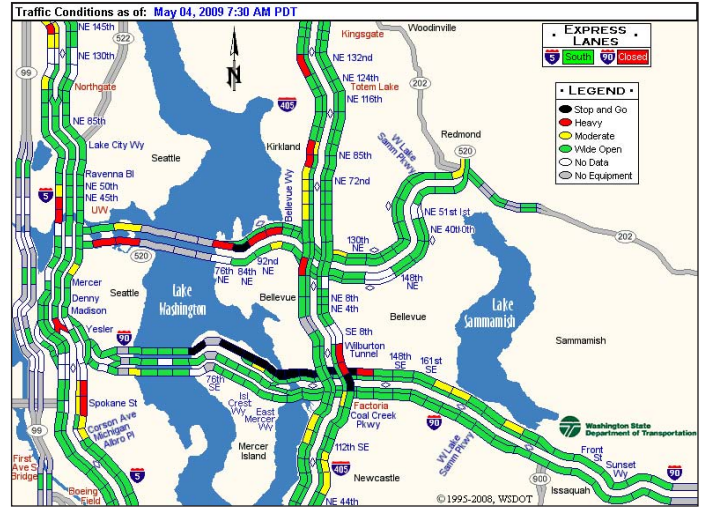 Traffic Conditions as of: May 04, 2009 7:30 AM PDT
NE 145th
522
Kingsgate
Woodinville
EXPRESS
LANES
5 South 90 Closed
NE 130th
NE 132nd
99
N
NE 124th
Totem Lake
NE 116th
202
LEGEND
Stop and Go
Heavy
Moderate
Wide Open
No Data
No Equipment
Northgate
405
NE 85th
Lake City Wy
Seattle
Kirkland
NE 85th
W Lake
Samm Pkwy
Redmond
520
Ravenna Bl
NE 50th
NE 45th
UW
5
NE 72nd
Bellevue Wy
NE 51st
NE 40th
202
130th
NE
520
76th
NE
84th
NE
92nd
NE
148th
NE
Mercer
Denny
Madison
Yesler
Seattle
Lake
Washington
Bellevue
NE 8th
NE 4th
Bellevue
Lake
Sammamish
90
SE 8th
Wilburton
Tunnel
148th
SE
161st
SE
Sammamish
76th
SE
Isl
Crest
Wy
East
Mercer
Wy
Factoria
Coal Creek
Pkwy
90
Spokane St
Corson Ave
Michigan
Albro Pl
99
First
Ave S
Bridge
Boeing
Field
5
Mercer
Island
112th SE
405
Newcastle
NE 44th
W Lake
Samm Pkwy
Washington State
Department of Transportation
Front
St
Sunset
Wy
90
900
Issaquah
©1995-2008, WSDOT